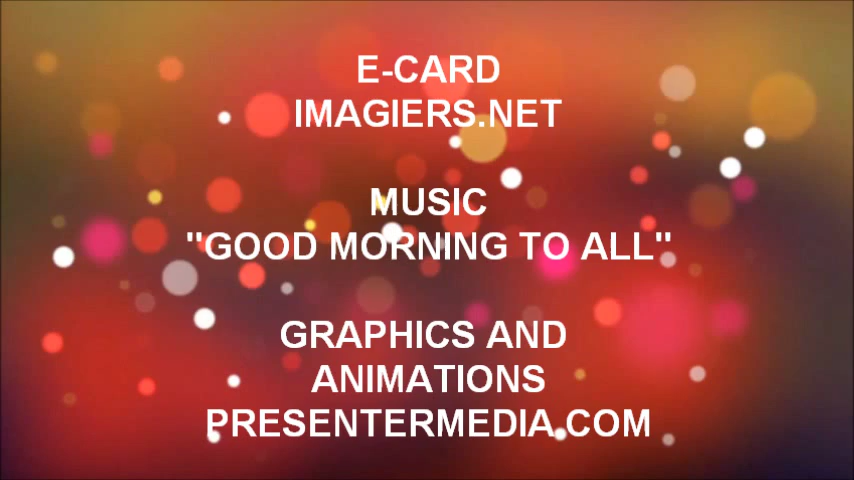 E-CARD
IMAGIERS.NET
MUSIC
"GOOD MORNING TO ALL"
GRAPHICS AND
ANIMATIONS
PRESENTERMEDIA.COM